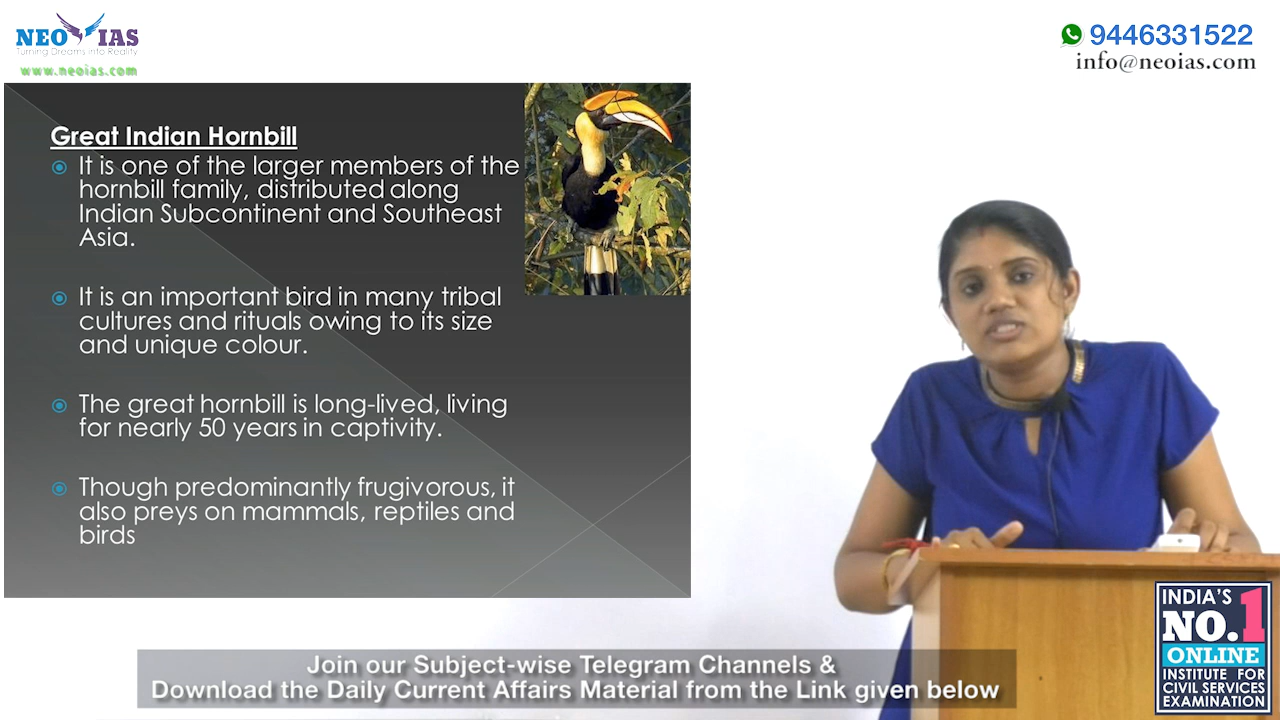 NEO IAS
Turning Dreams into Reality
www.neoias.com
9446331522
info@neoias.com
Great Indian Hornbill
It is one of the larger members of the
hornbill family, distributed along
Indian Subcontinent and Southeast
Asia.
It is an important bird in many tribal
cultures and rituals owing to its size
and unique colour.
The great hornbill is long-lived, living
for nearly 50 years in captivity.
Though predominantly frugivorous, it
also preys on mammals, reptiles and
birds
INDIA'S
NO.1
ONLINE
INSTITUTE FOR
CIVIL SERVICES
EXAMINATION
Join our Subject-wise Telegram Channels &
Download the Daily Current Affairs Material from the Link given below